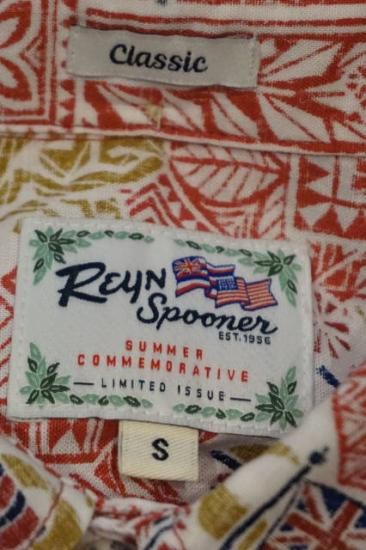 Classic
REYN
Spooner
EST. 1956
SUMMER
COMMEMORATIVE
LIMITED ISSUE
S